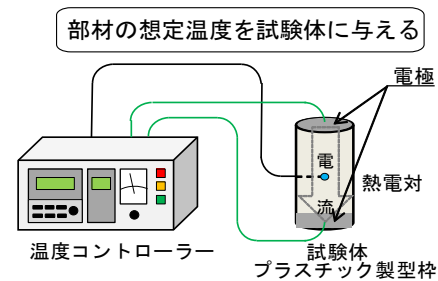 部材の想定温度を試験体に与える
電極
電
流
熱電対
温度コントローラー
試験体
プラスチック製型枠